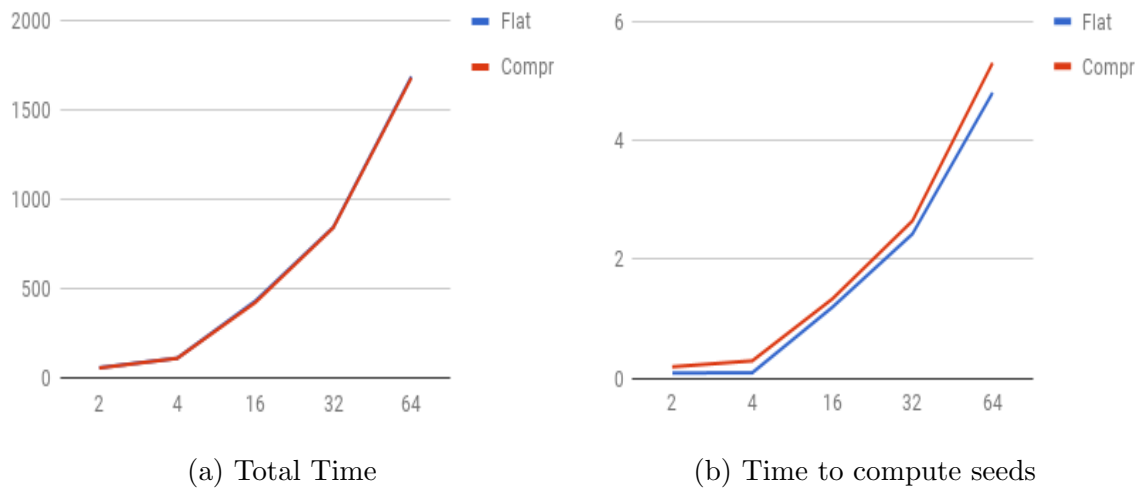 2000
1500
1000
500
0
2 4 16 32 64
Flat
Compr
(a) Total Time
6
4
2
0
2 4 16 32 64
Flat
Compr
(b) Time to compute seeds